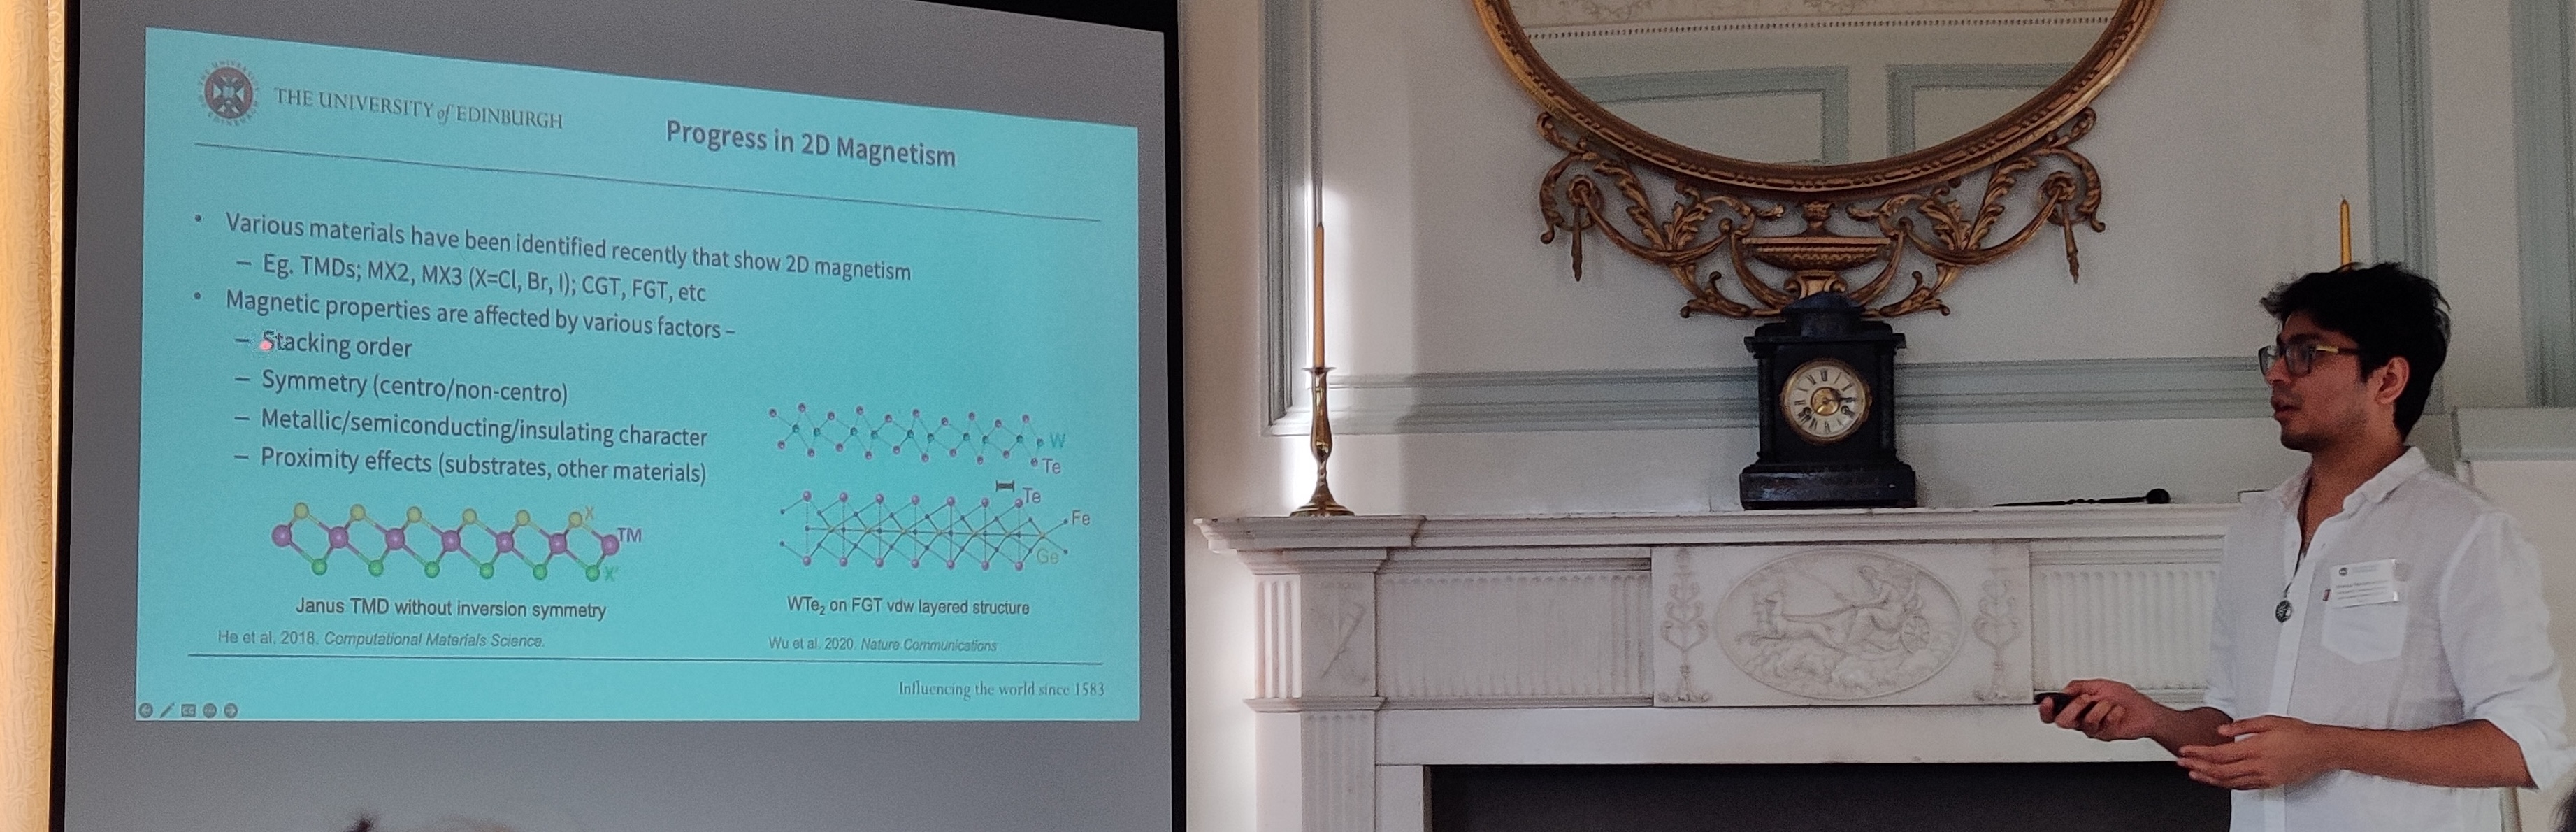 THE UNIVERSITY of EDINBURGH
Progress in 2D Magnetism
• Various materials have been identified recently that show 2D magnetism
– Eg. TMDs; MX2, MX3 (X=Cl, Br, I); CGT, FGT, etc
• Magnetic properties are affected by various factors –
– Stacking order
– Symmetry (centro/non-centro)
– Metallic/semiconducting/insulating character
– Proximity effects (substrates, other materials)
W
Te
Te
Fe
Ge
X
TM
X'
Janus TMD without inversion symmetry
He et al. 2018. Computational Materials Science.
WTe₂ on FGT vdw layered structure
Wu et al. 2020 Nature Communications
Influencing the world since 1583